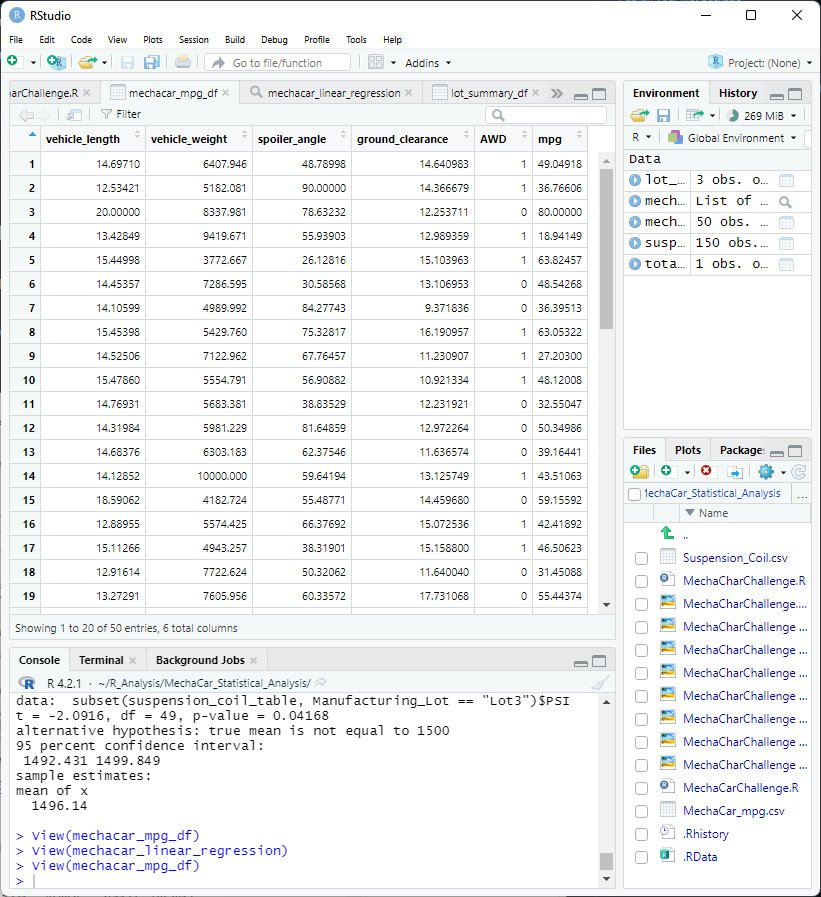 RStudio
File Edit Code View Plots Session Build Debug Profile Tools Help
Go to file/function Addins Project: (None)
arChallenge.R mechacar_mpg_df mechacar_linear_regression lot_summary_df
Filter
vehicle_length vehicle_weight spoiler_angle ground_clearance AWD mpg
1 14.69710 6407.946 48.78998 14.640983 1 49.04918
2 12.53421 5182.081 90.00000 14.366679 1 36.76606
3 20.00000 8337.981 78.63232 12.253711 0 80.00000
4 13.42849 9419.671 55.93903 12.989359 1 18.94149
5 15.44998 3772.667 26.12816 15.103963 1 63.82457
6 14.45357 7286.595 30.58568 13.106953 0 48.54268
7 14.10599 4989.992 84.27743 9.371836 0 36.39513
8 15.45398 5429.760 75.32817 16.190957 1 63.05322
9 14.52506 7122.962 67.76457 11.230907 1 27.20300
10 15.47860 5554.791 56.90882 10.921334 1 48.12008
11 14.76931 5683.381 38.83529 12.231921 0 32.55047
12 14.31984 5981.229 81.64859 12.972264 0 50.34986
13 14.68376 6303.183 62.37546 11.636574 0 39.16441
14 14.12852 10000.000 59.64194 13.125749 1 43.51063
15 18.59062 4182.724 55.48771 14.459680 0 59.15592
16 12.88955 5574.425 66.37692 15.072536 1 42.41892
17 15.11266 4943.257 38.31901 15.158800 1 46.50623
18 12.91614 7722.624 50.32062 11.640040 0 31.45088
19 13.27291 7605.956 60.33572 17.731068 0 55.44374
Showing 1 to 20 of 50 entries, 6 total columns
Console Terminal Background Jobs
R 4.2.1 · ~/R_Analysis/MechaCar_Statistical_Analysis/
data:  subset(suspension_coil_table, Manufacturing_Lot == "Lot3")$PSI
t = -2.0916, df = 49, p-value = 0.04168
alternative hypothesis: true mean is not equal to 1500
95 percent confidence interval:
1492.431 1499.849
sample estimates:
mean of x
1496.14
> View(mechacar_mpg_df)
> View(mechacar_linear_regression)
> View(mechacar_mpg_df)
>
Environment History
269 MiB
R Global Environment
Data
lot_... 3 obs. o...
mech... List of ...
mech... 50 obs. ...
susp... 150 obs...
tota... 1 obs. o...
Files Plots Package
MechaCar_Statistical_Analysis ...
Name
..
Suspension_Coil.csv
MechaCharChallenge.R
MechaCharChallenge....
MechaCharChallenge ...
MechaCharChallenge ...
MechaCharChallenge ...
MechaCharChallenge ...
MechaCharChallenge ...
MechaCharChallenge ...
MechaCharChallenge ...
MechaCarChallenge.R
MechaCar_mpg.csv
.Rhistory
.RData